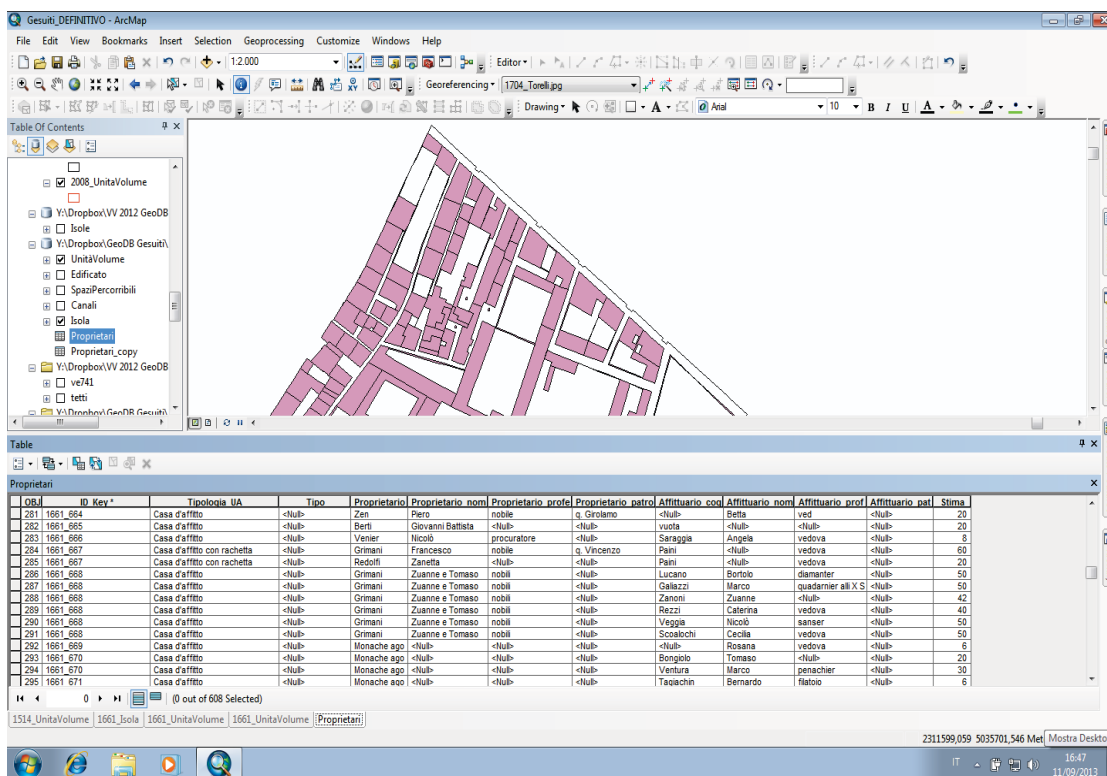 Gesuiti_DEFINITIVO - ArcMap
File Edit View Bookmarks Insert Selection Geoprocessing Customize Windows Help
1:2.000 Editor
Georeferencing 1704_Torelli.jpg
Drawing A Arial 10 B I U A
Table Of Contents
2008_UnitaVolume
Y:\Dropbox\VV 2012 GeoDB
Isole
Y:\Dropbox\GeoDB Gesuiti\
UnitàVolume
Edificato
SpaziPercorribili
Canali
Isola
Proprietari
Proprietari_copy
Y:\Dropbox\VV 2012 GeoDB
ve741
tetti
Y:\Dropbox\GeoDB Gesuiti\
Table
Proprietari
OBJ ID_Key * Tipologia UA Tipo Proprietario Proprietario nom Proprietario profe Proprietario patro Affittuario cog Affittuario nom Affittuario prof Affittuario pat Stima
281 1661_664 Casa d'affitto <Null> Zen Piero nobile q. Girolamo <Null> Betta ved <Null> 20
282 1661_665 Casa d'affitto <Null> Berti Giovanni Battista <Null> <Null> vuota <Null> <Null> <Null> 20
283 1661_666 Casa d'affitto <Null> Venier Nicolò procuratore <Null> Saraggia Angela vedova <Null> 8
284 1661_667 Casa d'affitto con rachetta <Null> Grimani Francesco nobile q. Vincenzo Paini <Null> vedova <Null> 60
285 1661_667 Casa d'affitto con rachetta <Null> Redolfi Zanetta <Null> <Null> Paini <Null> vedova <Null> 20
286 1661_668 Casa d'affitto <Null> Grimani Zuanne e Tomaso nobili <Null> Lucano Bortolo diamanter <Null> 50
287 1661_668 Casa d'affitto <Null> Grimani Zuanne e Tomaso nobili <Null> Galiazzi Marco quadarnier alli X S <Null> 50
288 1661_668 Casa d'affitto <Null> Grimani Zuanne e Tomaso nobili <Null> Zanoni Zuanne <Null> <Null> 42
289 1661_668 Casa d'affitto <Null> Grimani Zuanne e Tomaso nobili <Null> Rezzi Caterina vedova <Null> 40
290 1661_668 Casa d'affitto <Null> Grimani Zuanne e Tomaso nobili <Null> Veggia Nicolò sanser <Null> 50
291 1661_668 Casa d'affitto <Null> Grimani Zuanne e Tomaso nobili <Null> Scoalochi Cecilia vedova <Null> 50
292 1661_669 Casa d'affitto <Null> Monache ago <Null> <Null> <Null> <Null> Rosana vedova <Null> 6
293 1661_670 Casa d'affitto <Null> Monache ago <Null> <Null> <Null> Bongiolo Tomaso <Null> <Null> 20
294 1661_670 Casa d'affitto <Null> Monache ago <Null> <Null> <Null> Ventura Marco penachier <Null> 30
295 1661_671 Casa d'affitto <Null> Monache ago <Null> <Null> <Null> Tagiachin Bernardo filatoio <Null> 6
0 (0 out of 608 Selected)
1514_UnitaVolume 1661_Isola 1661_UnitaVolume 1661_UnitaVolume Proprietari
2311599,059 5035701,546 Met Mostra Deskto
IT 16:47
11/09/2013